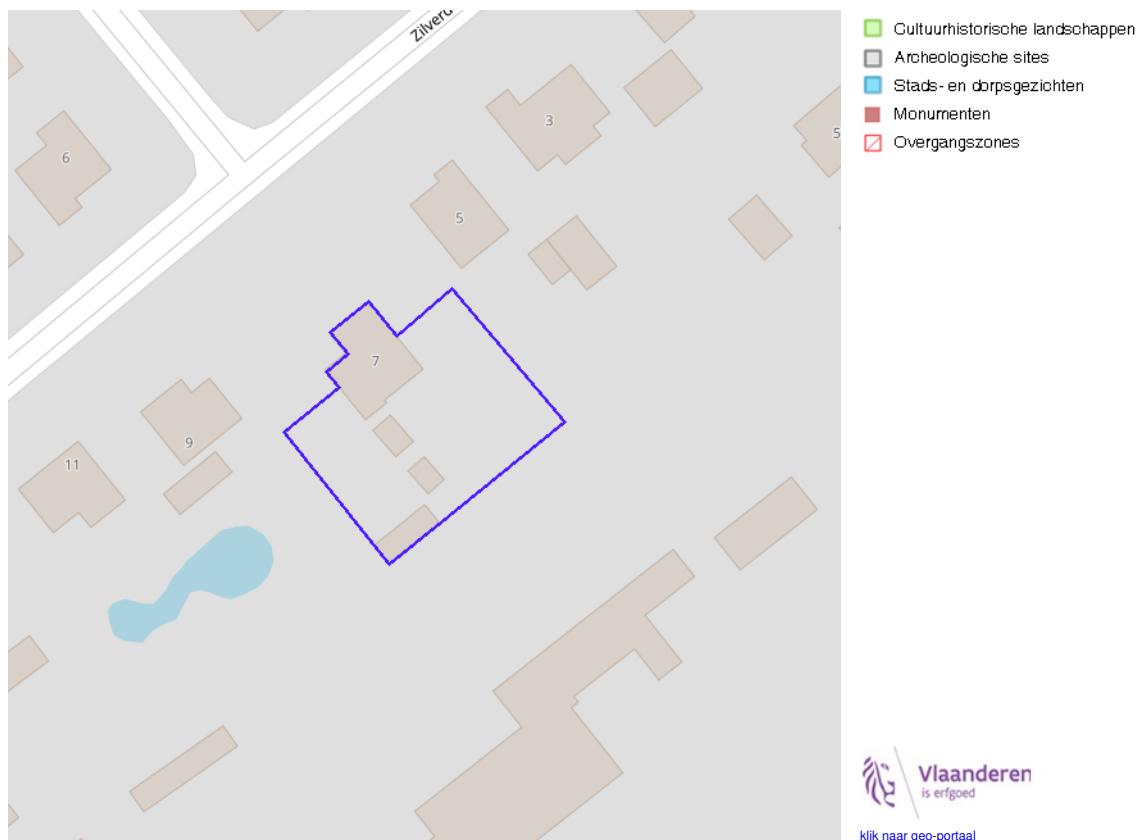 Cultuurhistorische landschappen
Archeologische sites
Stads- en dorpsgezichten
Monumenten
Overgangszones
3
5
6
5
7
9
11
Vlaanderen
is erfgoed
klik naar geo-portaal